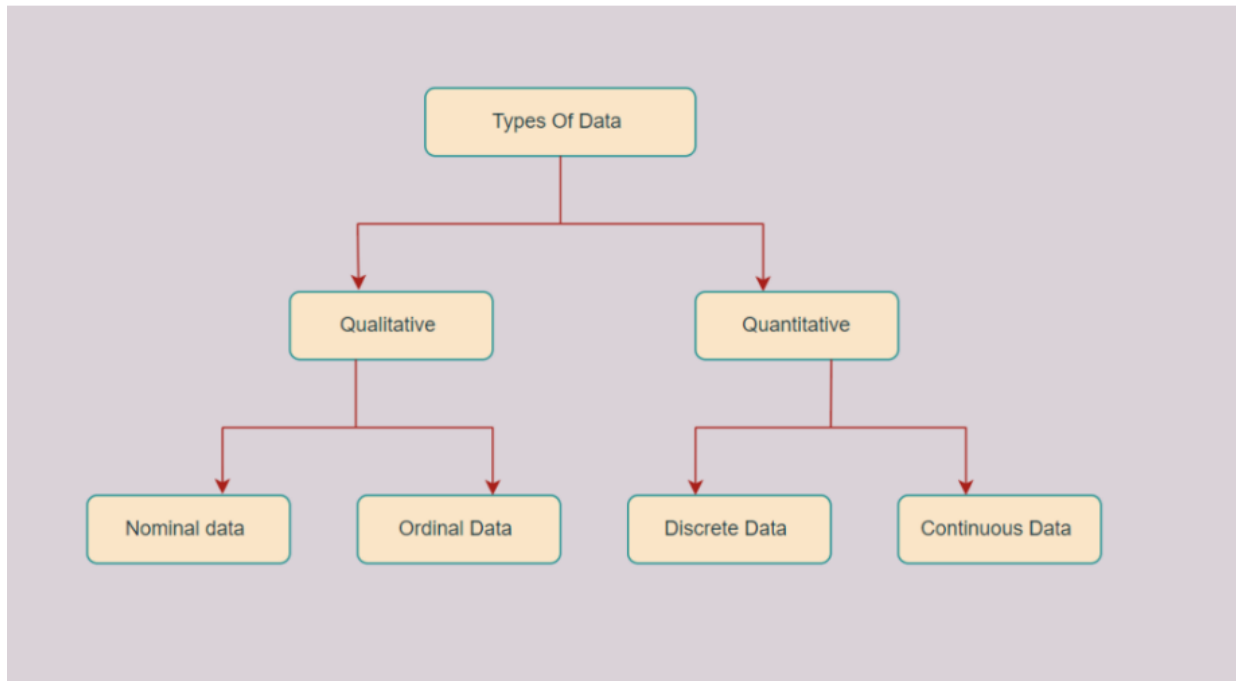 Types Of Data
Qualitative
Quantitative
Nominal data
Ordinal Data
Discrete Data
Continuous Data